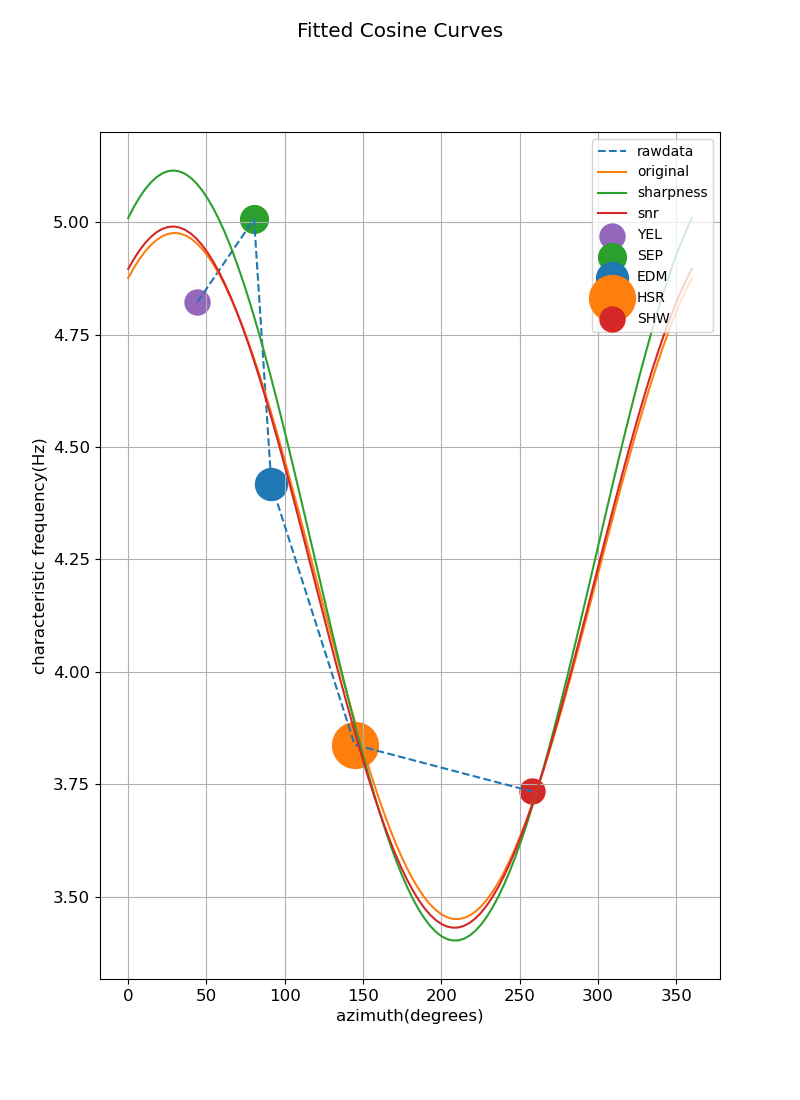 Fitted Cosine Curves
rawdata
original
sharpness
snr
YEL
SEP
EDM
HSR
SHW
5.00
4.75
4.50
4.25
4.00
3.75
3.50
characteristic frequency(Hz)
0 50 100 150 200 250 300 350
azimuth(degrees)